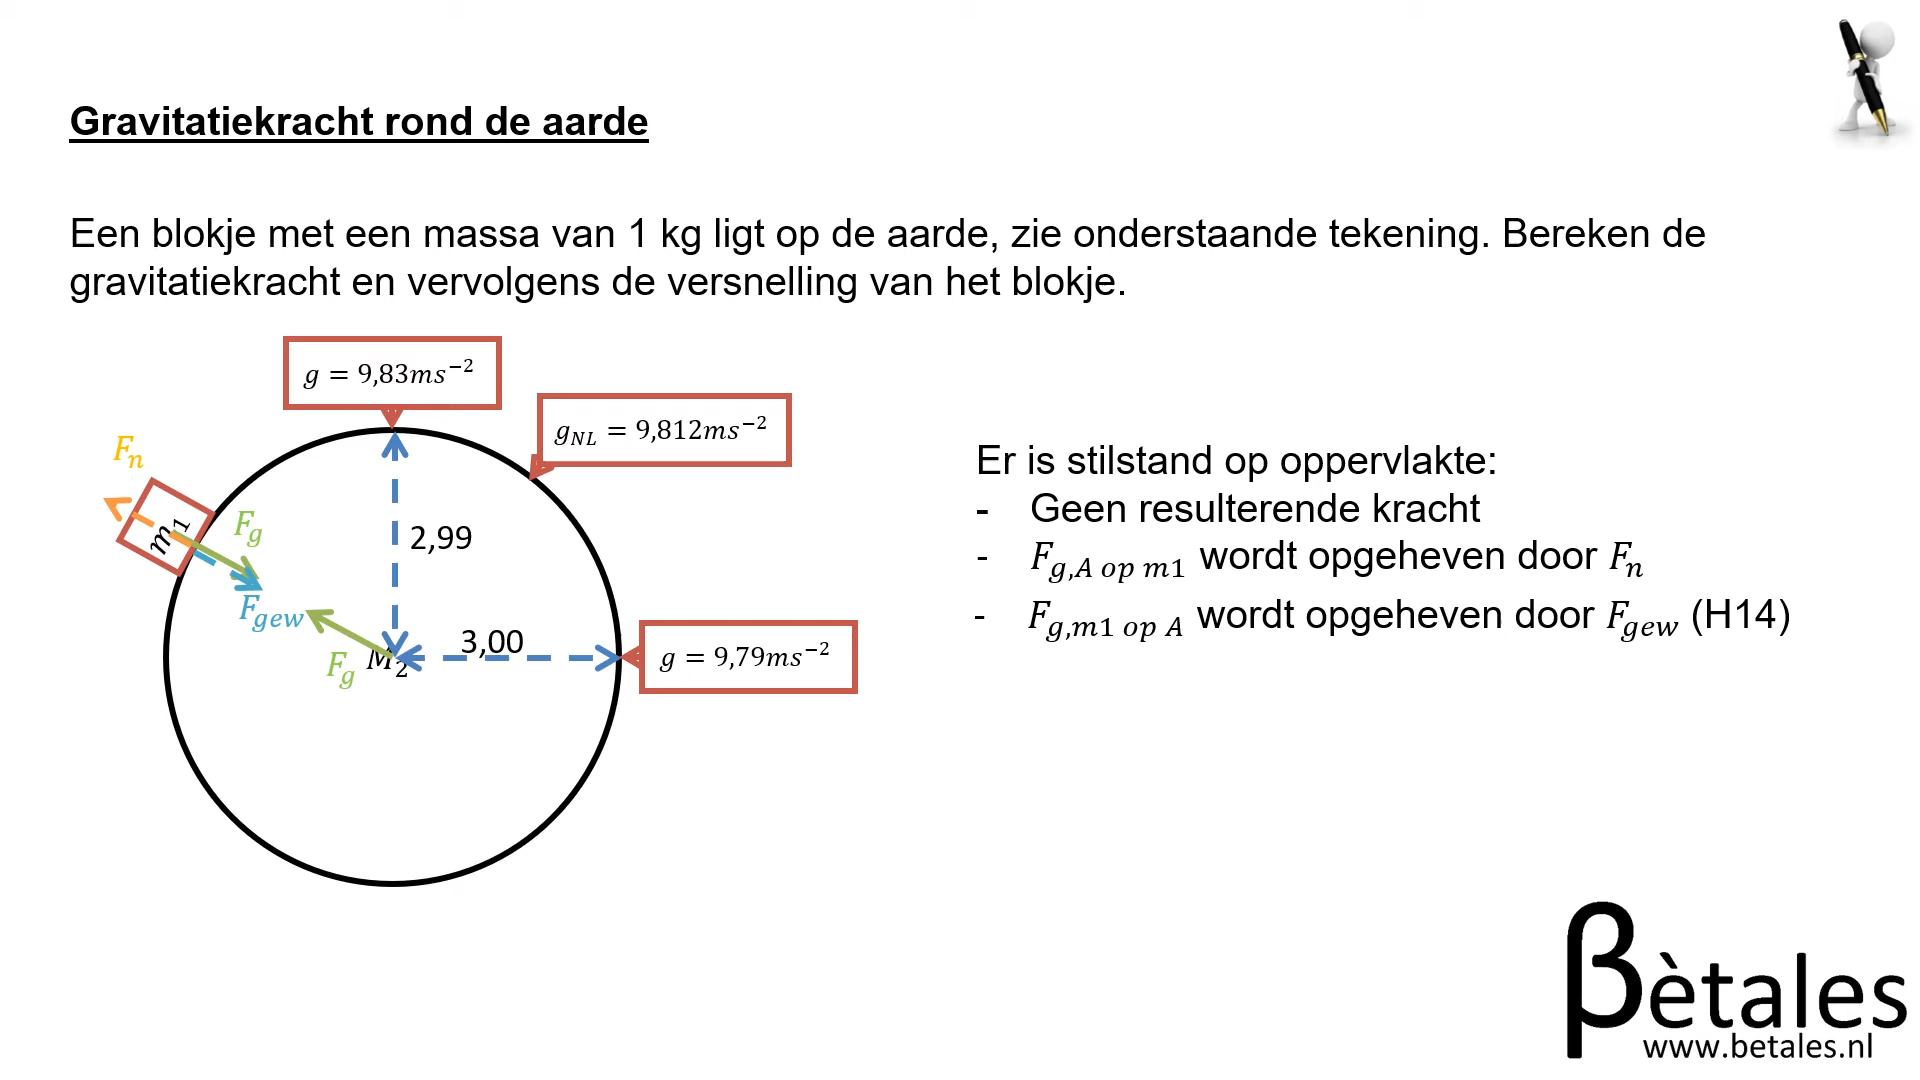 Gravitatiekracht rond de aarde
Een blokje met een massa van 1 kg ligt op de aarde, zie onderstaande tekening. Bereken de
gravitatiekracht en vervolgens de versnelling van het blokje.
g = 9,83ms⁻²
g_NL = 9,812ms⁻²
F_n
m_1
F_g
2,99
F_gew
3,00
F_g
M_2
g = 9,79ms⁻²
Er is stilstand op oppervlakte:
- Geen resulterende kracht
- F_g,A op m1 wordt opgeheven door F_n
- F_g,m1 op A wordt opgeheven door F_gew (H14)
βètales
www.betales.nl